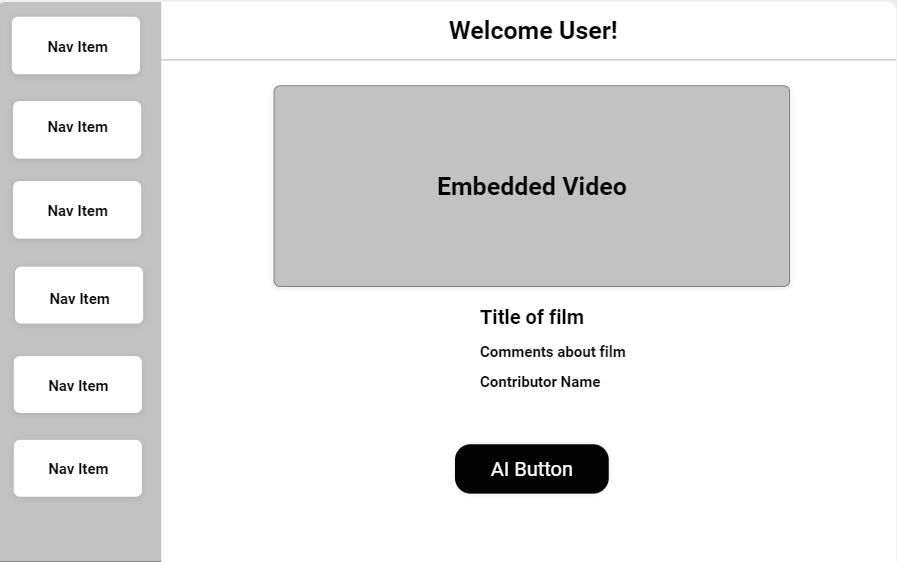 Nav Item
Nav Item
Nav Item
Nav Item
Nav Item
Nav Item
Welcome User!
Embedded Video
Title of film
Comments about film
Contributor Name
AI Button